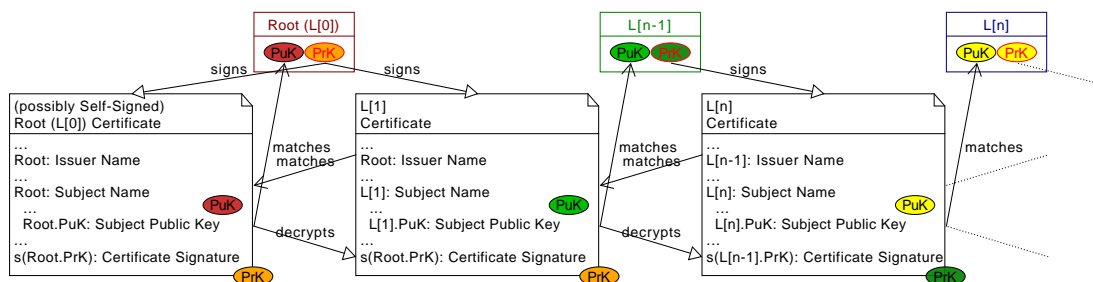 Root (L[0])
PuK PrK
L[n-1]
PuK PrK
L[n]
PuK PrK
signs
signs
signs
(possibly Self-Signed)
Root (L[0]) Certificate
...
Root: Issuer Name
...
Root: Subject Name
...
Root.PuK: Subject Public Key
...
s(Root.PrK): Certificate Signature
PuK
PrK
matches
matches
decrypts
L[1]
Certificate
...
Root: Issuer Name
...
L[1]: Subject Name
...
L[1].PuK: Subject Public Key
...
s(Root.PrK): Certificate Signature
PuK
PrK
matches
matches
decrypts
L[n]
Certificate
...
L[n-1]: Issuer Name
...
L[n]: Subject Name
...
L[n].PuK: Subject Public Key
...
s(L[n-1].PrK): Certificate Signature
PuK
PrK
matches